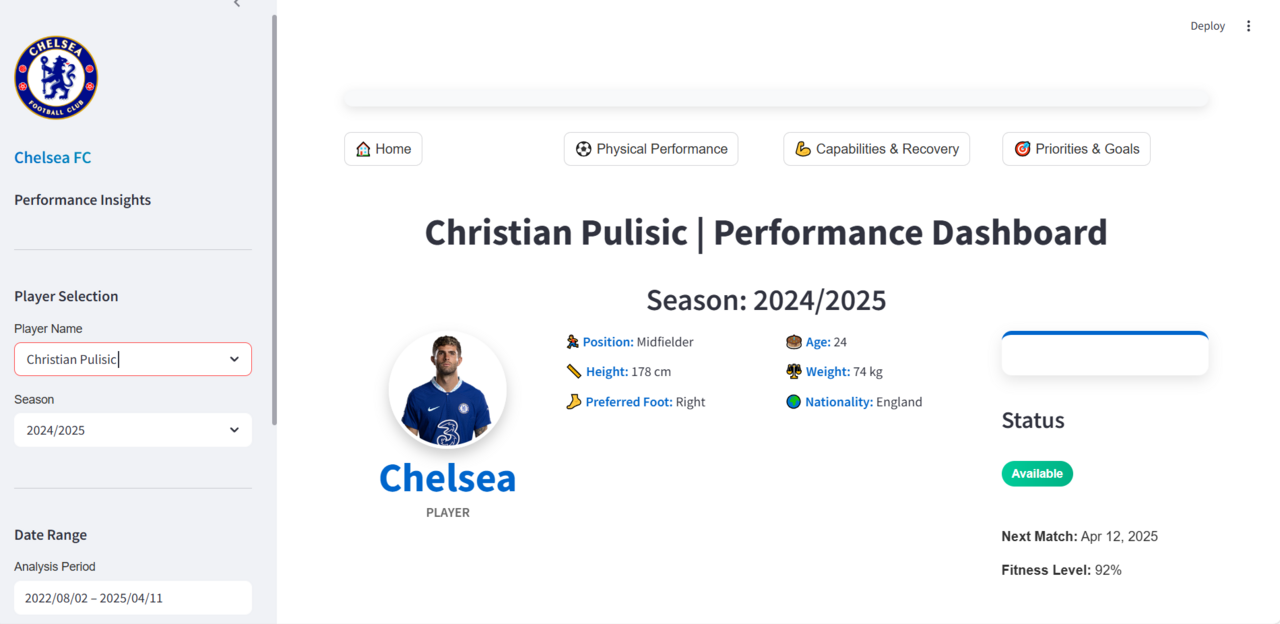 Deploy
CHELSEA
FOOTBALL CLUB
Chelsea FC
Performance Insights
Player Selection
Player Name
Christian Pulisic
Season
2024/2025
Date Range
Analysis Period
2022/08/02 – 2025/04/11
Home
Physical Performance
Capabilities & Recovery
Priorities & Goals
Christian Pulisic | Performance Dashboard
Season: 2024/2025
Chelsea
PLAYER
Position: Midfielder
Height: 178 cm
Preferred Foot: Right
Age: 24
Weight: 74 kg
Nationality: England
Status
Available
Next Match: Apr 12, 2025
Fitness Level: 92%